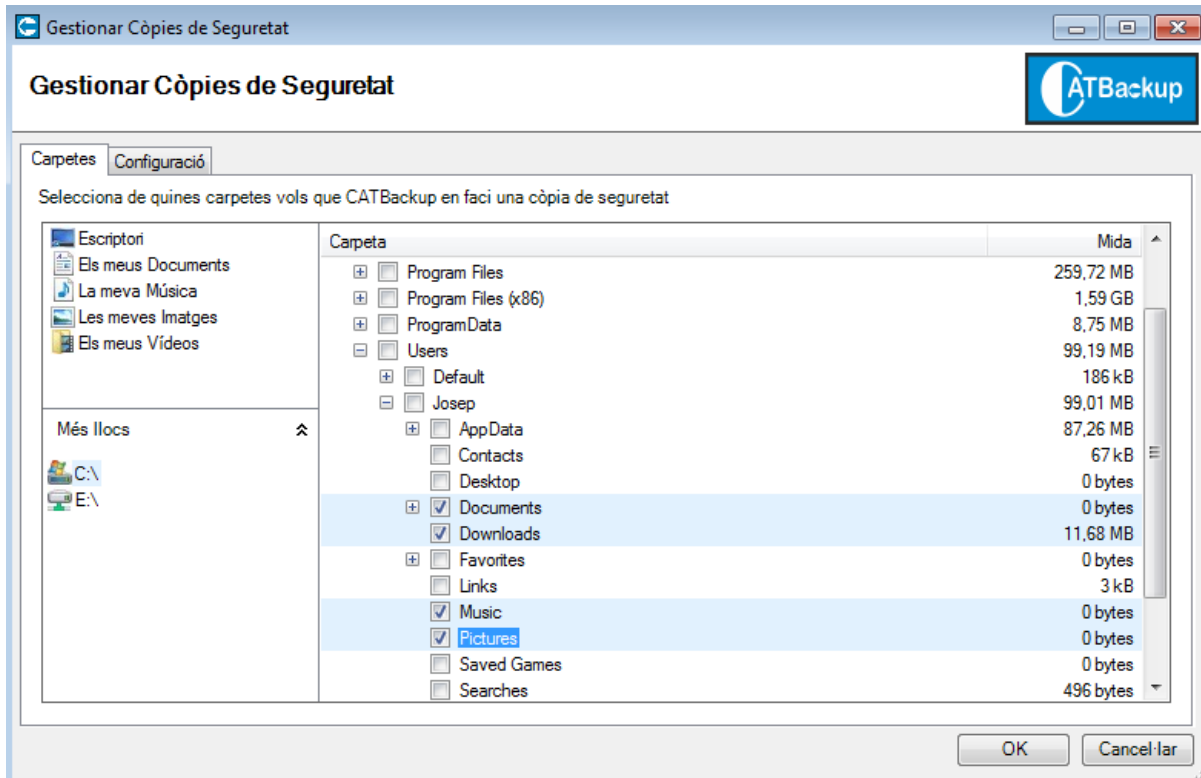 Gestionar Còpies de Seguretat
Gestionar Còpies de Seguretat
CATBackup
Carpetes Configuració
Selecciona de quines carpetes vols que CATBackup en faci una còpia de seguretat
Escriptori
Els meus Documents
La meva Música
Les meves Imatges
Els meus Vídeos
Més llocs
C:\
E:\
Carpeta Mida
Program Files 259,72 MB
Program Files (x86) 1,59 GB
ProgramData 8,75 MB
Users 99,19 MB
Default 186 kB
Josep 99,01 MB
AppData 87,26 MB
Contacts 67 kB
Desktop 0 bytes
Documents 0 bytes
Downloads 11,68 MB
Favorites 0 bytes
Links 3 kB
Music 0 bytes
Pictures 0 bytes
Saved Games 0 bytes
Searches 496 bytes
OK Cancel·lar